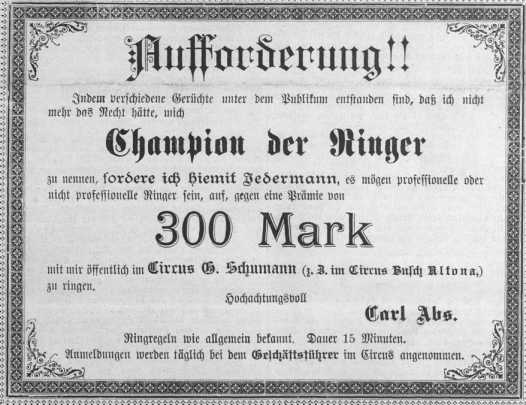 Aufforderung!!
Indem verschiedene Gerüchte unter dem Publikum entstanden sind, daß ich nicht
mehr das Recht hätte, mich
Champion der Ringer
zu nennen, fordere ich hiemit Jedermann, es mögen professionelle oder
nicht professionelle Ringer sein, auf, gegen eine Prämie von
300 Mark
mit mir öffentlich im Circus G. Schumann (z. Z. im Circus Busch Altona,)
zu ringen.
Hochachtungsvoll
Carl Abs.
Ringregeln wie allgemein bekannt. Dauer 15 Minuten.
Anmeldungen werden täglich bei dem Geschäftsführer im Circus angenommen.